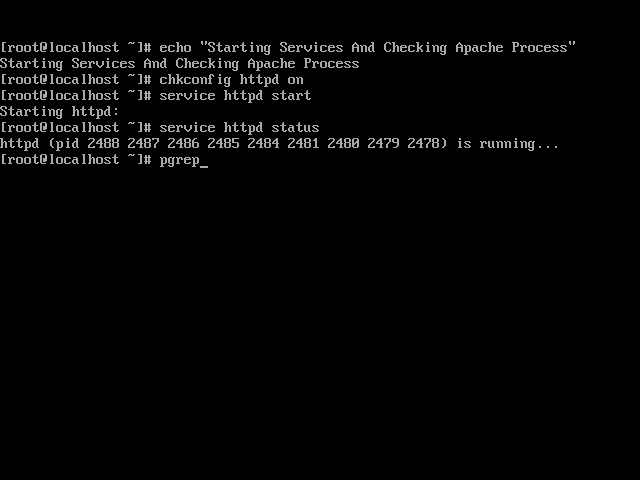 [root@localhost ~]# echo "Starting Services And Checking Apache Process"
Starting Services And Checking Apache Process
[root@localhost ~]# chkconfig httpd on
[root@localhost ~]# service httpd start
Starting httpd:
[root@localhost ~]# service httpd status
httpd (pid 2488 2487 2486 2485 2484 2481 2480 2479 2478) is running...
[root@localhost ~]# pgrep_